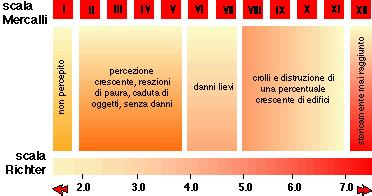 scala
Mercalli
I II III IV V VI VII VIII IX X XI XII
non percepito
percezione
crescente, reazioni
di paura, caduta di
oggetti, senza danni
danni lievi
crolli e distruzione di
una percentuale
crescente di edifici
storicamente mai raggiunto
scala
Richter
2.0 3.0 4.0 5.0 6.0 7.0